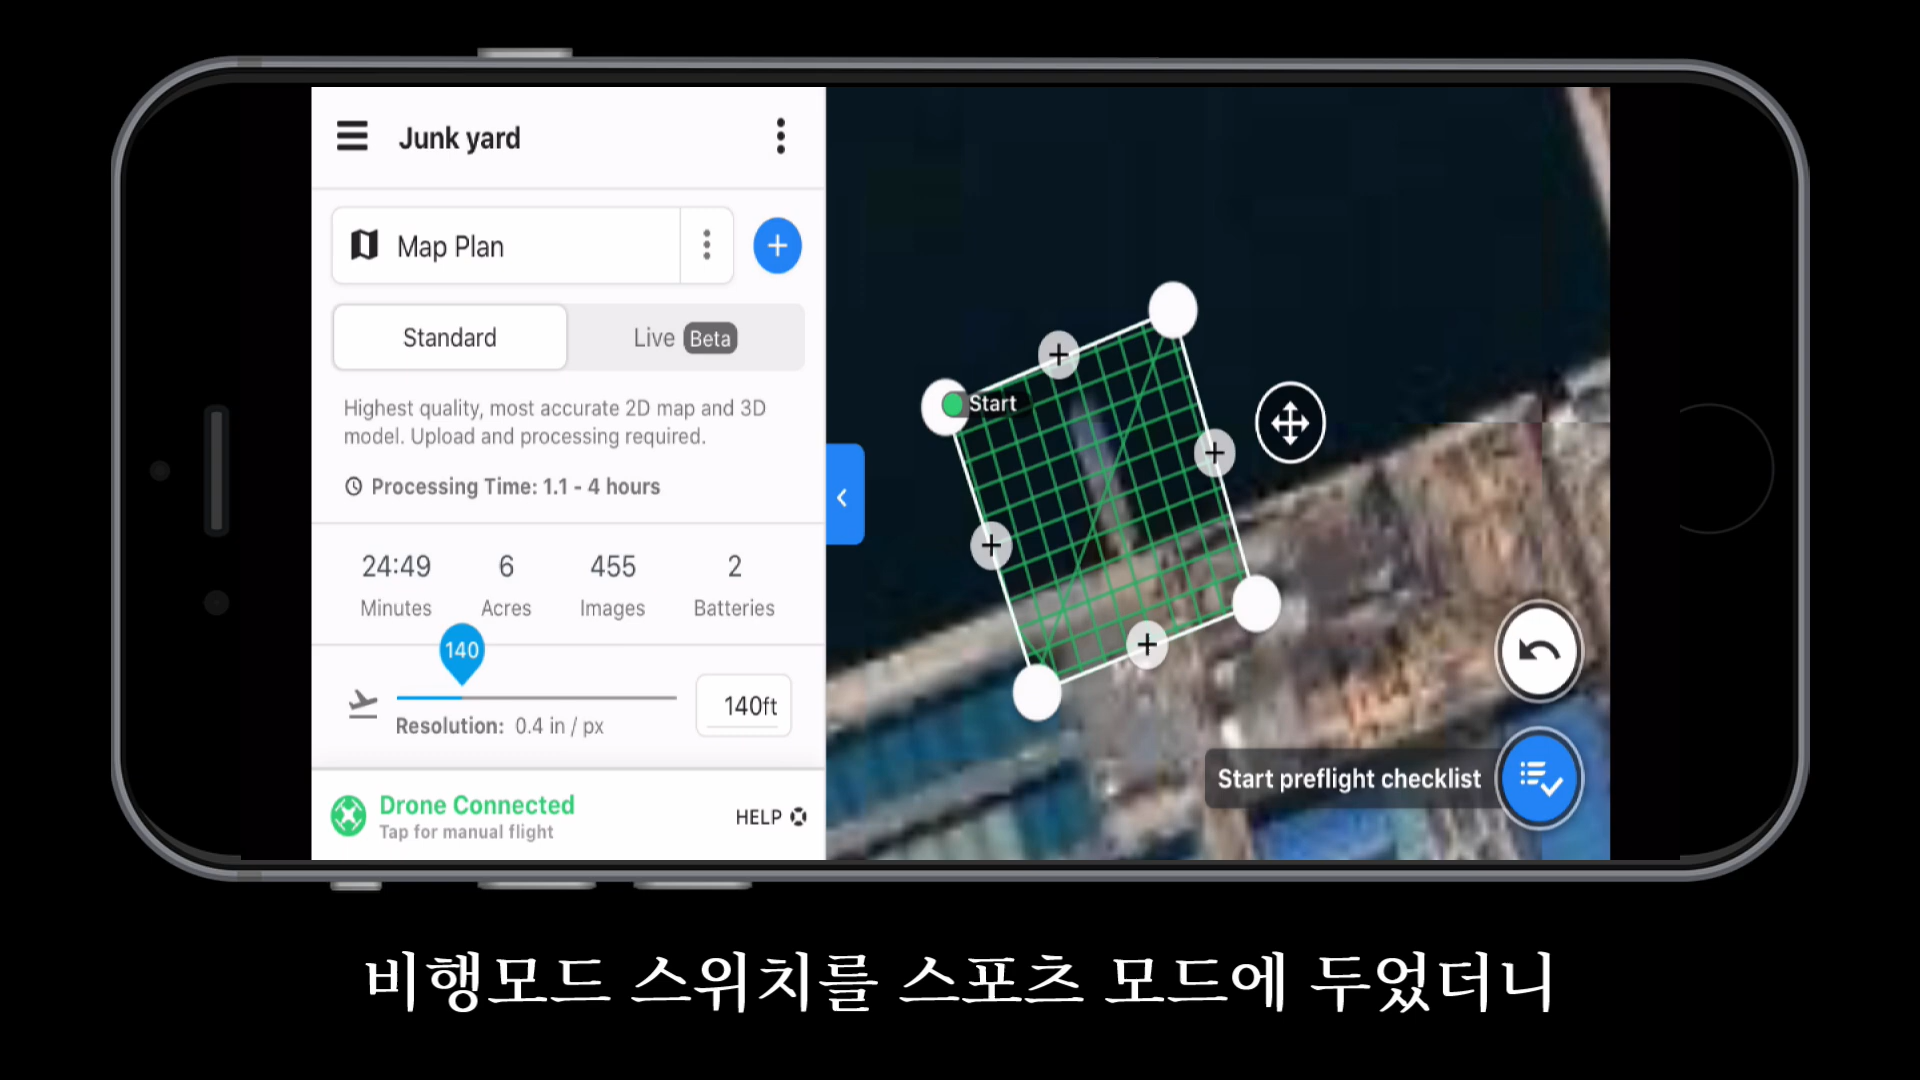 Junk yard
Map Plan
Standard
Live Beta
Highest quality, most accurate 2D map and 3D
model. Upload and processing required.
Processing Time: 1.1 - 4 hours
24:49 6 455 2
Minutes Acres Images Batteries
140
140ft
Resolution: 0.4 in / px
Drone Connected
Tap for manual flight
HELP
Start
Start preflight checklist
비행모드 스위치를 스포츠 모드에 두었더니